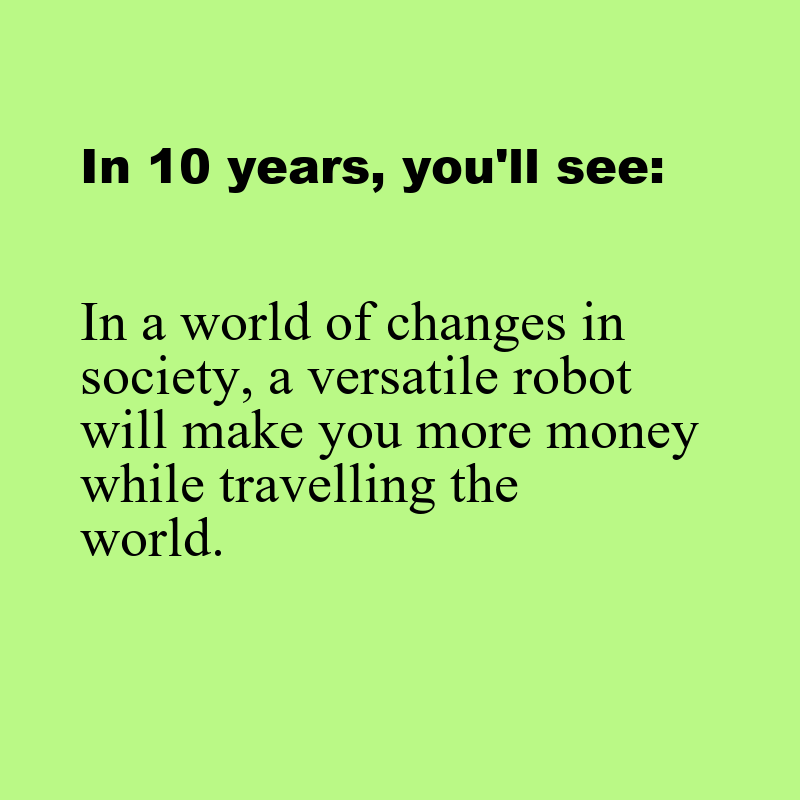 In 10 years, you'll see:
In a world of changes in
society, a versatile robot
will make you more money
while travelling the
world.